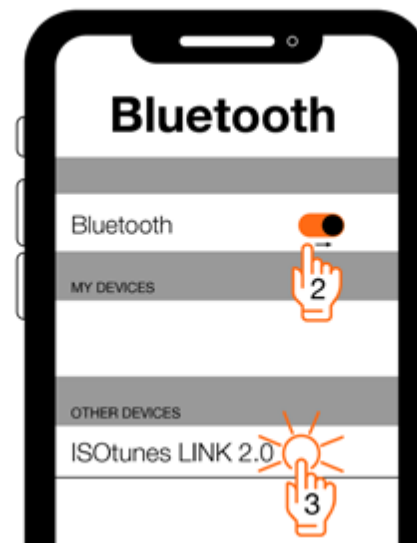 Bluetooth
Bluetooth
2
MY DEVICES
OTHER DEVICES
ISOtunes LINK 2.0
3